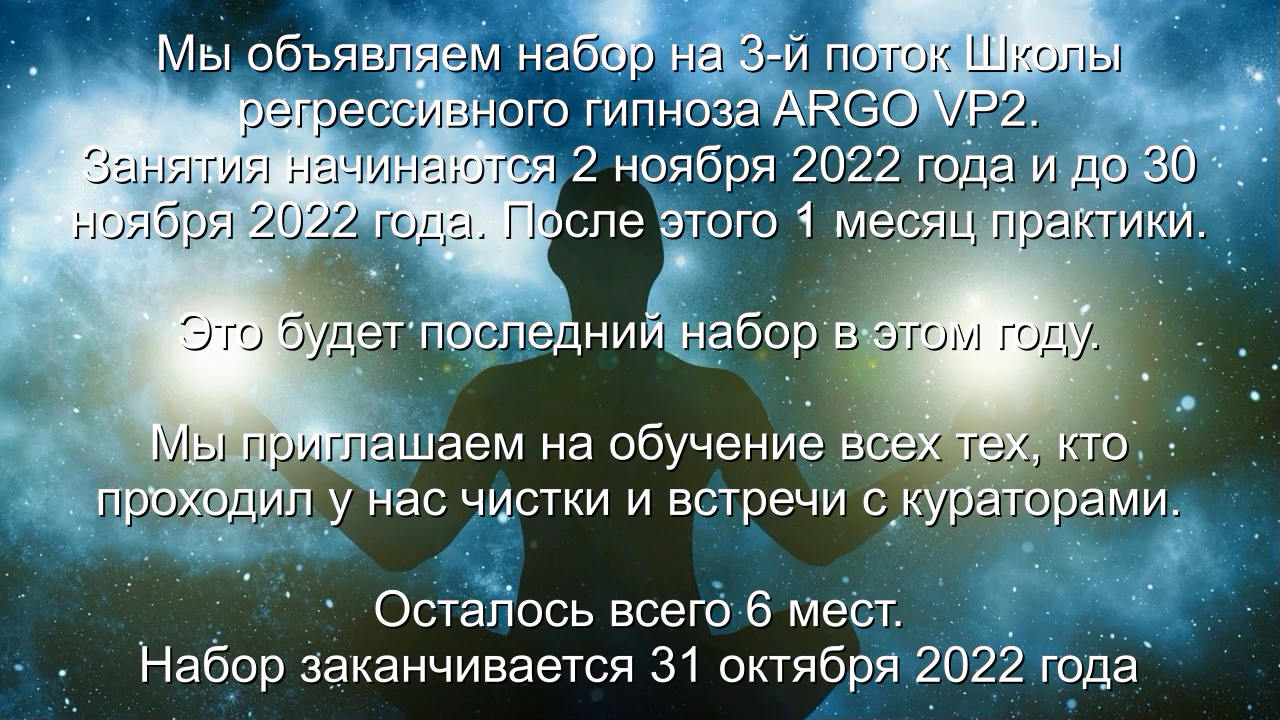 Мы объявляем набор на 3-й поток Школы
регрессивного гипноза ARGO VP2.
Занятия начинаются 2 ноября 2022 года и до 30
ноября 2022 года. После этого 1 месяц практики.
Это будет последний набор в этом году.
Мы приглашаем на обучение всех тех, кто
проходил у нас чистки и встречи с кураторами.
Осталось всего 6 мест.
Набор заканчивается 31 октября 2022 года